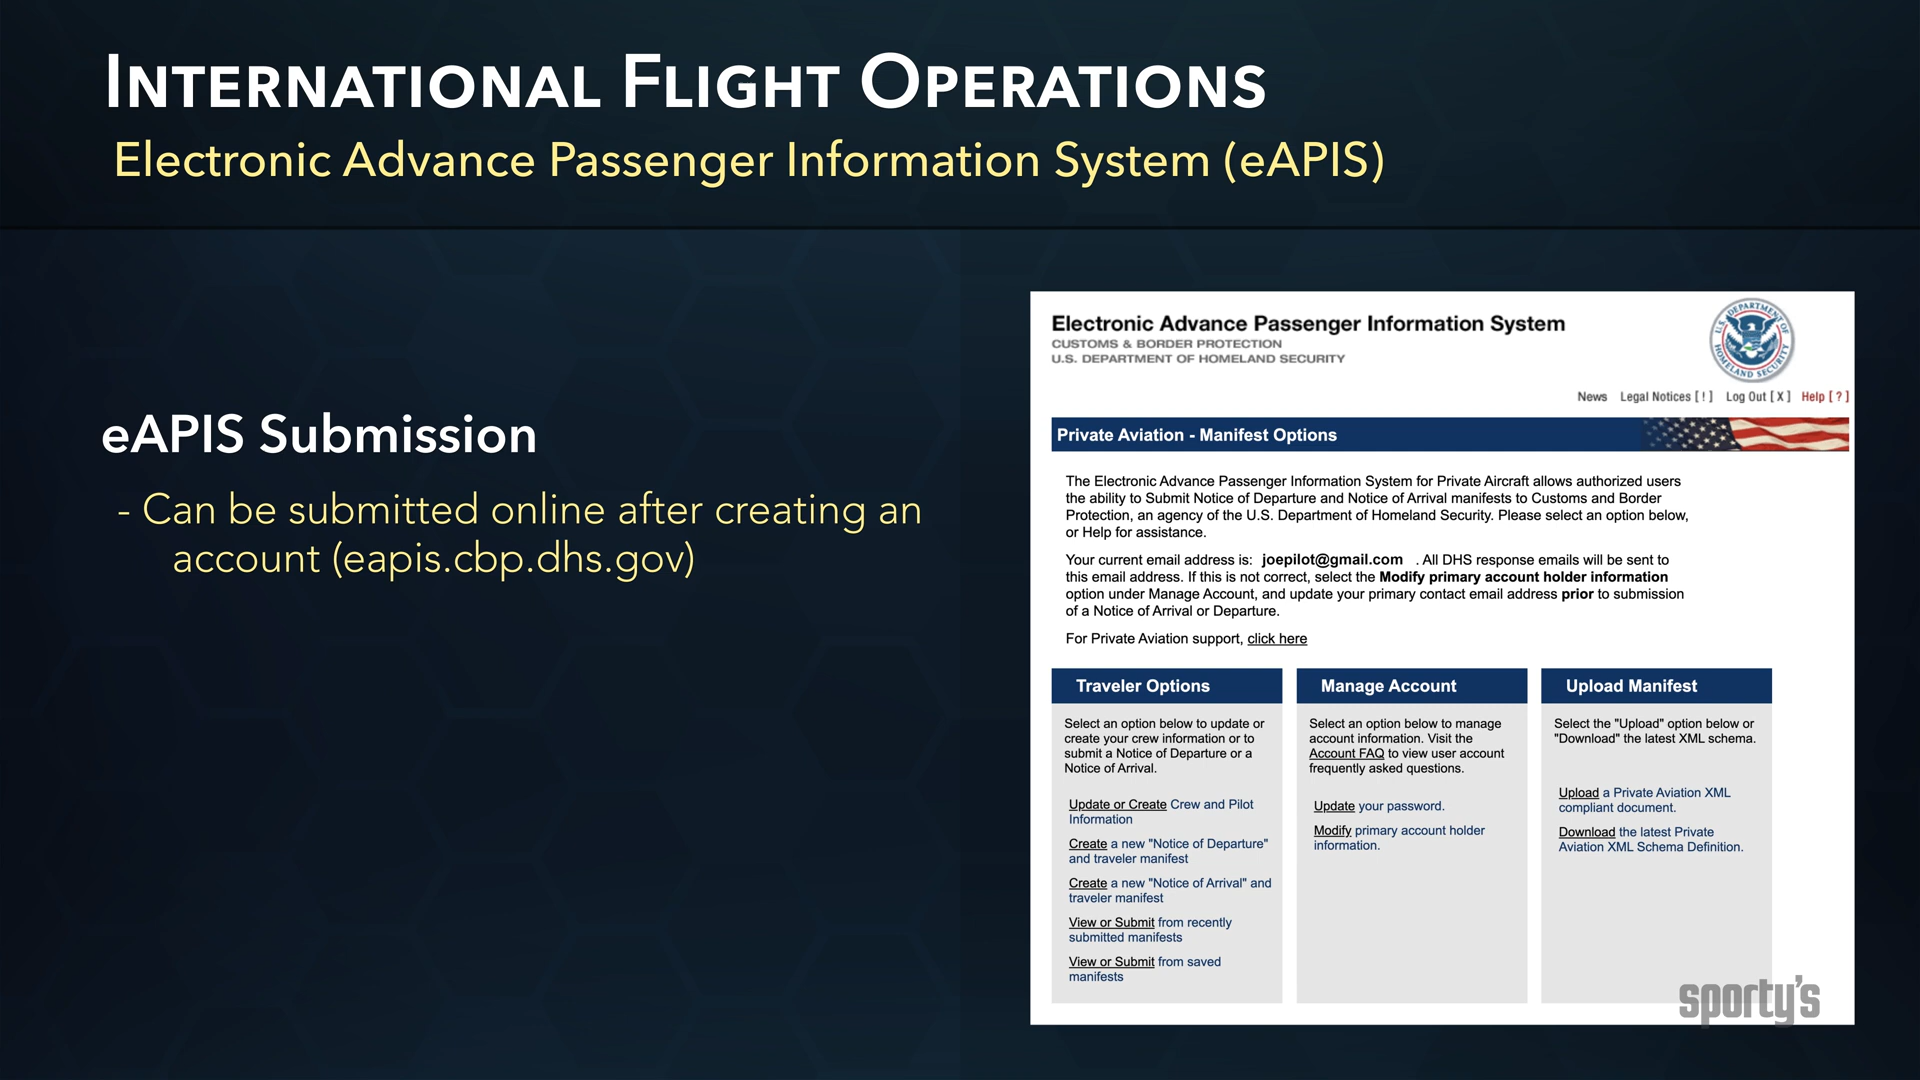 INTERNATIONAL FLIGHT OPERATIONS
Electronic Advance Passenger Information System (eAPIS)
eAPIS Submission
- Can be submitted online after creating an
account (eapis.cbp.dhs.gov)
Electronic Advance Passenger Information System
CUSTOMS & BORDER PROTECTION
U.S. DEPARTMENT OF HOMELAND SECURITY
U.S. DEPARTMENT OF HOMELAND SECURITY
News Legal Notices [ ! ] Log Out [ X ] Help [ ? ]
Private Aviation - Manifest Options
The Electronic Advance Passenger Information System for Private Aircraft allows authorized users
the ability to Submit Notice of Departure and Notice of Arrival manifests to Customs and Border
Protection, an agency of the U.S. Department of Homeland Security. Please select an option below,
or Help for assistance.
Your current email address is: joepilot@gmail.com . All DHS response emails will be sent to
this email address. If this is not correct, select the Modify primary account holder information
option under Manage Account, and update your primary contact email address prior to submission
of a Notice of Arrival or Departure.
For Private Aviation support, click here
Traveler Options
Select an option below to update or
create your crew information or to
submit a Notice of Departure or a
Notice of Arrival.
Update or Create Crew and Pilot
Information
Create a new "Notice of Departure"
and traveler manifest
Create a new "Notice of Arrival" and
traveler manifest
View or Submit from recently
submitted manifests
View or Submit from saved
manifests
Manage Account
Select an option below to manage
account information. Visit the
Account FAQ to view user account
frequently asked questions.
Update your password.
Modify primary account holder
information.
Upload Manifest
Select the "Upload" option below or
"Download" the latest XML schema.
Upload a Private Aviation XML
compliant document.
Download the latest Private
Aviation XML Schema Definition.
sporty's